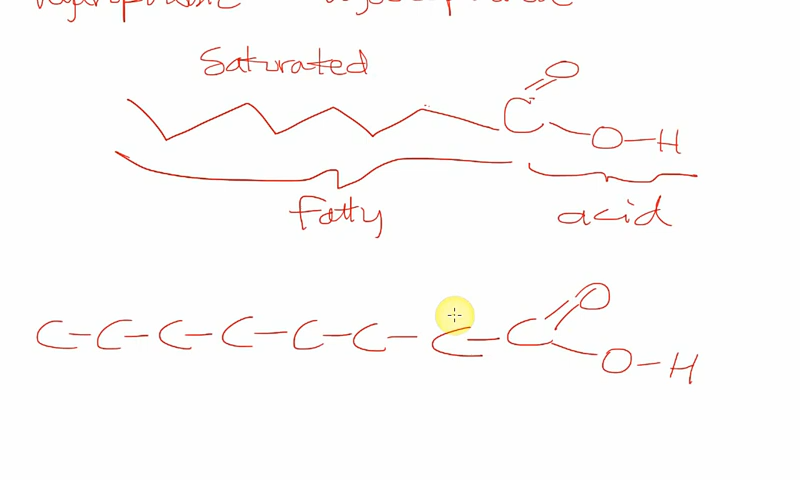 Saturated
O
C
O-H
Fatty acid
O
C-C-C-C-C-C-C-C
O-H